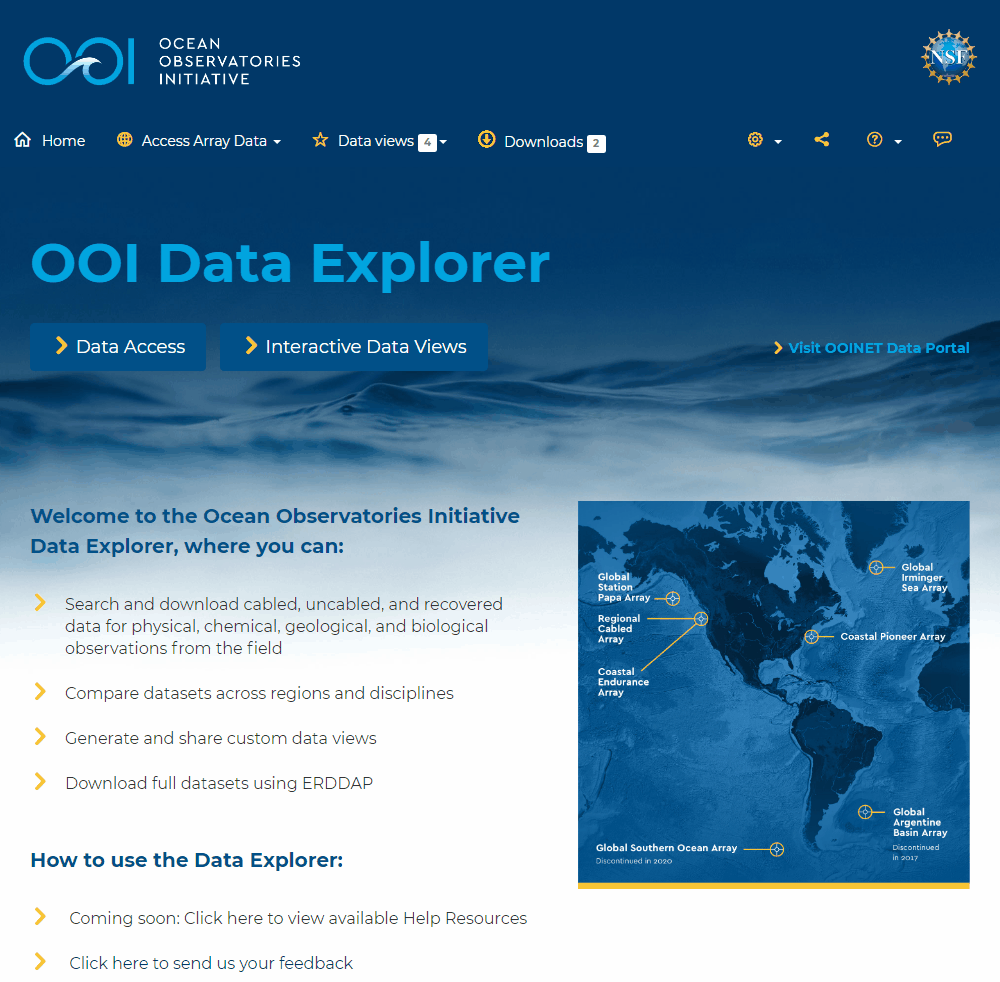 OCEAN
OBSERVATORIES
INITIATIVE
NSF
Home
Access Array Data
Data views 4
Downloads 2
OOI Data Explorer
Data Access
Interactive Data Views
Visit OOINET Data Portal
Welcome to the Ocean Observatories Initiative
Data Explorer, where you can:
Search and download cabled, uncabled, and recovered
data for physical, chemical, geological, and biological
observations from the field
Compare datasets across regions and disciplines
Generate and share custom data views
Download full datasets using ERDDAP
How to use the Data Explorer:
Coming soon: Click here to view available Help Resources
Click here to send us your feedback
Global
Station
Papa Array
Regional
Cabled
Array
Coastal
Endurance
Array
Global
Irminger
Sea Array
Coastal Pioneer Array
Global
Argentine
Basin Array
Discontinued
in 2017
Global Southern Ocean Array
Discontinued in 2020